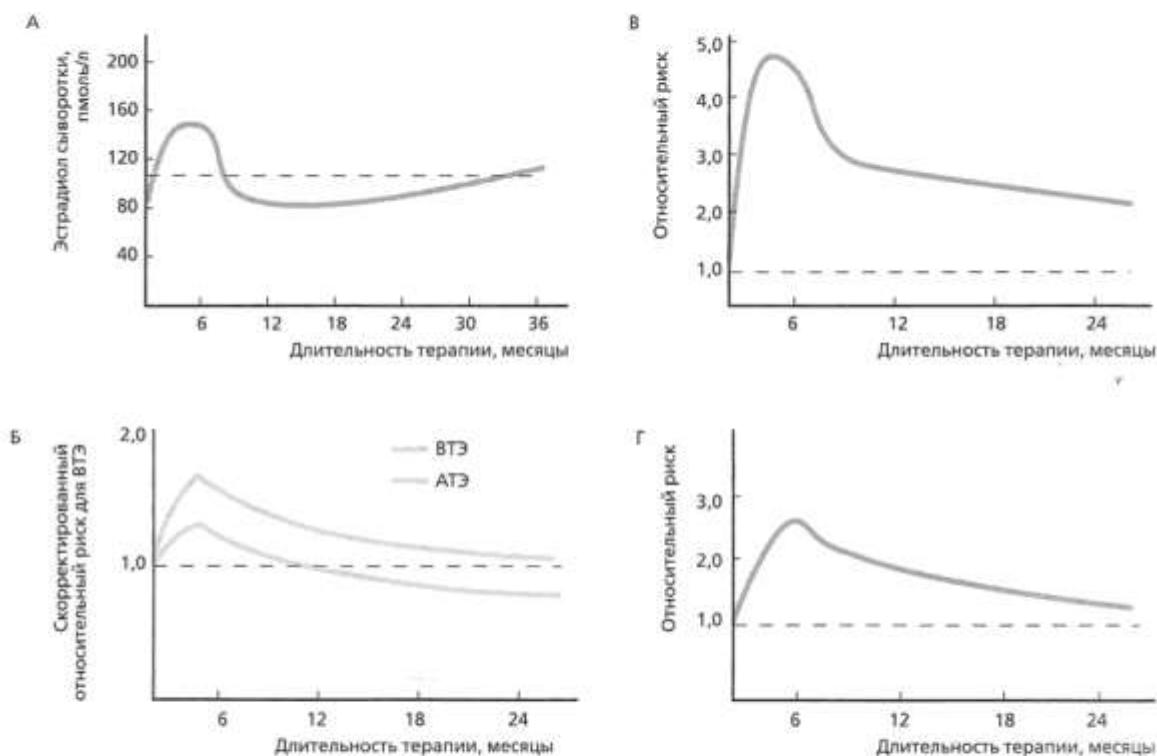 А
Эстрадиол сыворотки,
пмоль/л
200
160
120
80
40
6 12 18 24 30 36
Длительность терапии, месяцы
В
Относительный риск
5,0
4,0
3,0
2,0
1,0
6 12 18 24
Длительность терапии, месяцы
Б
Скорректированный
относительный риск для ВТЭ
2,0
1,0
ВТЭ
АТЭ
6 12 18 24
Длительность терапии, месяцы
Г
Относительный риск
3,0
2,0
1,0
6 12 18 24
Длительность терапии, месяцы